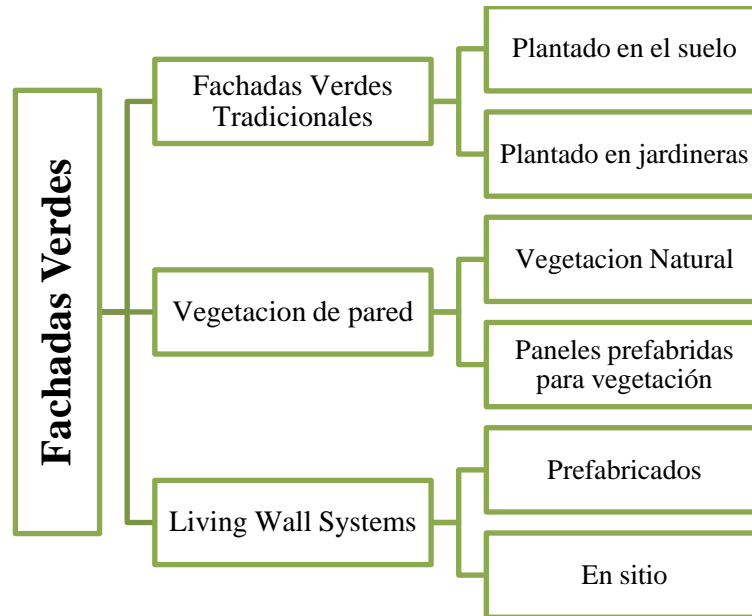 Fachadas Verdes
Fachadas Verdes
Tradicionales
Plantado en el suelo
Plantado en jardineras
Vegetacion de pared
Vegetacion Natural
Paneles prefabridas
para vegetación
Living Wall Systems
Prefabricados
En sitio